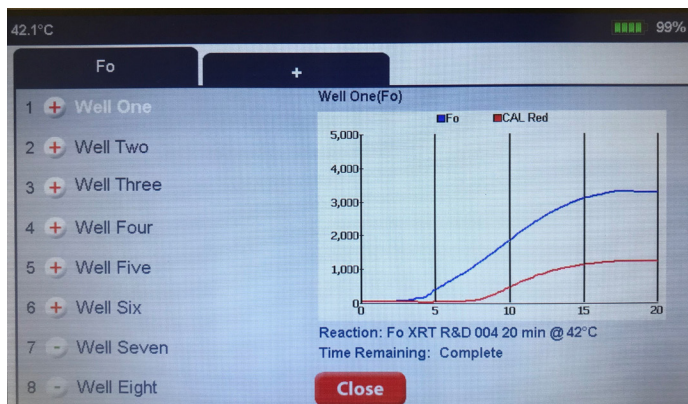 42.1°C
99%
Fo
+
1 + Well One
2 + Well Two
3 + Well Three
4 + Well Four
5 + Well Five
6 + Well Six
7 - Well Seven
8 - Well Eight
Well One(Fo)
Fo CAL Red
5,000
4,000
3,000
2,000
1,000
0
0 5 10 15 20
Reaction: Fo XRT R&D 004 20 min @ 42°C
Time Remaining: Complete
Close